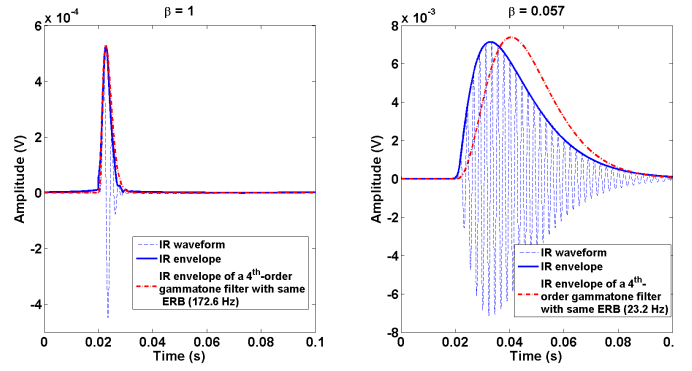 β = 1
x 10⁻⁴
6
4
2
0
-2
-4
Amplitude (V)
0
0.02
0.04
0.06
0.08
0.1
Time (s)
IR waveform
IR envelope
IR envelope of a 4th-order
gammatone filter with same
ERB (172.6 Hz)
β = 0.057
x 10⁻³
8
6
4
2
0
-2
-4
-6
-8
Amplitude (V)
0
0.02
0.04
0.06
0.08
0.1
Time (s)
IR waveform
IR envelope
IR envelope of a 4th-
order gammatone filter
with same ERB (23.2 Hz)